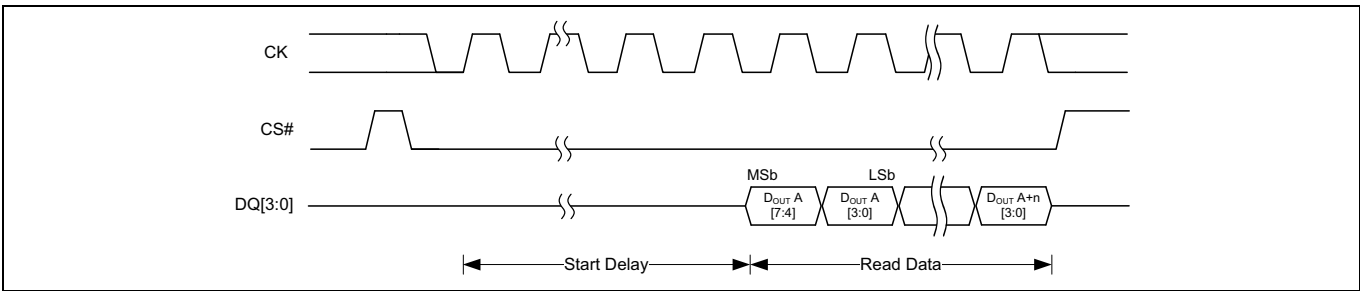 CK
CS#
MSb LSb
DQ[3:0] DOUT A DOUT A DOUT A+n
[7:4] [3:0] [3:0]
Start Delay Read Data